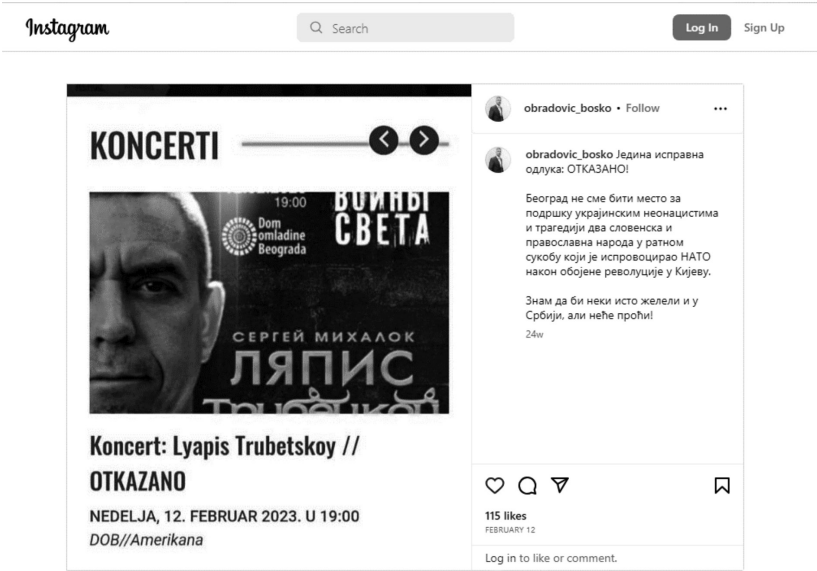 Instagram
Search
Log In
Sign Up
KONCERTI
19:00
Dom
omladine
Beograda
ВОИНЫ
СВЕТА
СЕРГЕЙ МИХАЛОК
ЛЯПИС
Трубецкой
Koncert: Lyapis Trubetskoy //
OTKAZANO
NEDELJA, 12. FEBRUAR 2023. U 19:00
DOB//Amerikana
obradovic_bosko • Follow
obradovic_bosko Једина исправна
одлука: ОТКАЗАНО!
Београд не сме бити место за
подршку украјинским неонацистима
и трагедији два словенска и
православна народа у ратном
сукобу који је испровоцирао НАТО
након обојене револуције у Кијеву.
Знам да би неки исто желели и у
Србији, али неће проћи!
24w
115 likes
FEBRUARY 12
Log in to like or comment.